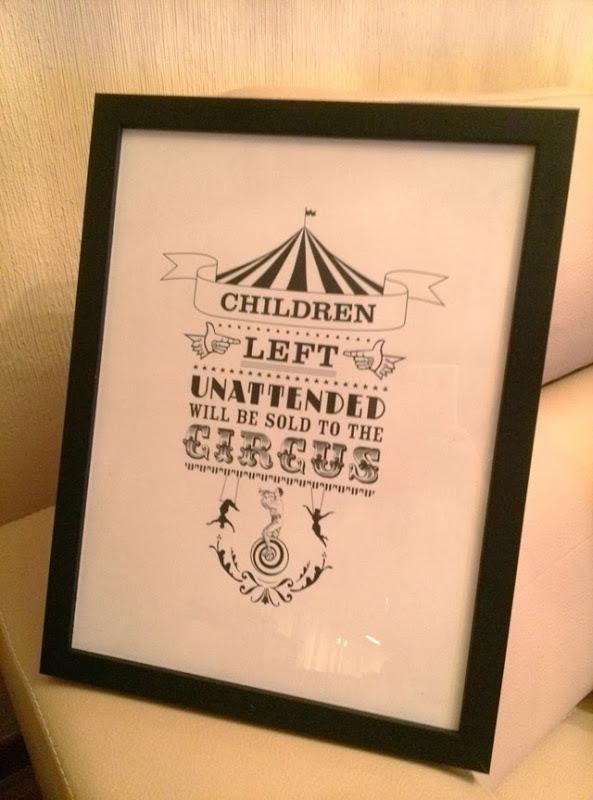 CHILDREN
LEFT
UNATTENDED
WILL BE SOLD TO THE
CIRCUS